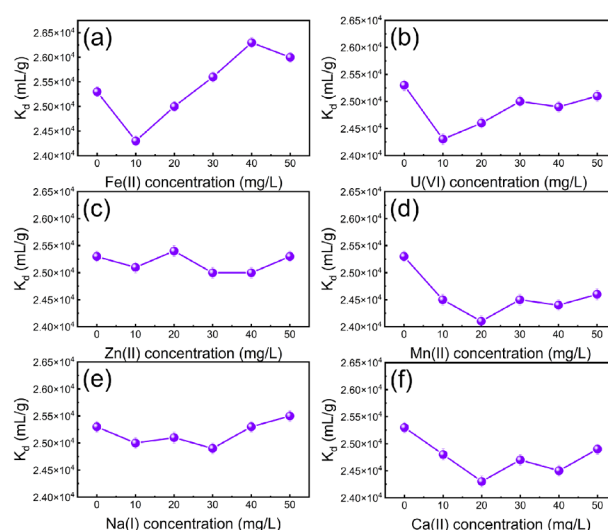 (a)
K_d (mL/g)
2.65×10⁴
2.60×10⁴
2.55×10⁴
2.50×10⁴
2.45×10⁴
2.40×10⁴
0 10 20 30 40 50
Fe(II) concentration (mg/L)
(b)
K_d (mL/g)
2.65×10⁴
2.60×10⁴
2.55×10⁴
2.50×10⁴
2.45×10⁴
2.40×10⁴
0 10 20 30 40 50
U(VI) concentration (mg/L)
(c)
K_d (mL/g)
2.65×10⁴
2.60×10⁴
2.55×10⁴
2.50×10⁴
2.45×10⁴
2.40×10⁴
0 10 20 30 40 50
Zn(II) concentration (mg/L)
(d)
K_d (mL/g)
2.65×10⁴
2.60×10⁴
2.55×10⁴
2.50×10⁴
2.45×10⁴
2.40×10⁴
0 10 20 30 40 50
Mn(II) concentration (mg/L)
(e)
K_d (mL/g)
2.65×10⁴
2.60×10⁴
2.55×10⁴
2.50×10⁴
2.45×10⁴
2.40×10⁴
0 10 20 30 40 50
Na(I) concentration (mg/L)
(f)
K_d (mL/g)
2.65×10⁴
2.60×10⁴
2.55×10⁴
2.50×10⁴
2.45×10⁴
2.40×10⁴
0 10 20 30 40 50
Ca(II) concentration (mg/L)